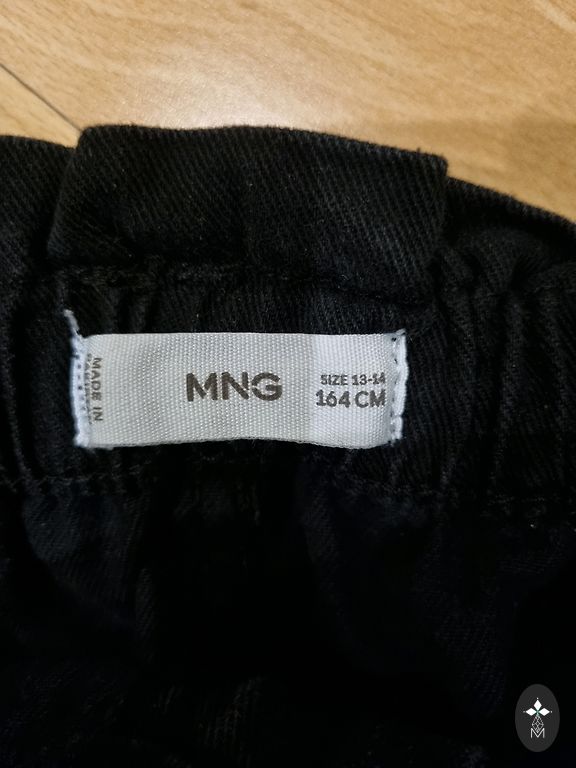 MADE IN
MNG
SIZE 13-14
164 CM
M